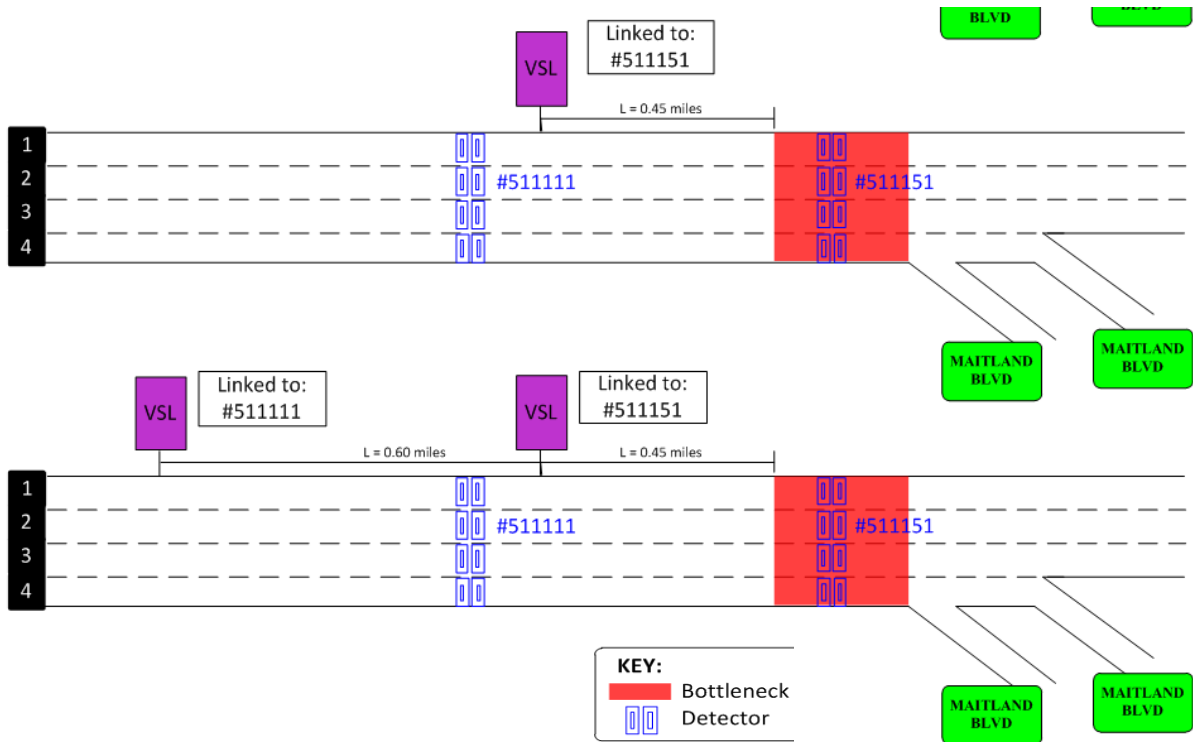 BLVD
BLVD
VSL
Linked to:
#511151
L = 0.45 miles
1
2
3
4
#511111
#511151
MAITLAND
BLVD
MAITLAND
BLVD
VSL
Linked to:
#511111
VSL
Linked to:
#511151
L = 0.60 miles
L = 0.45 miles
1
2
3
4
#511111
#511151
KEY:
Bottleneck
Detector
MAITLAND
BLVD
MAITLAND
BLVD